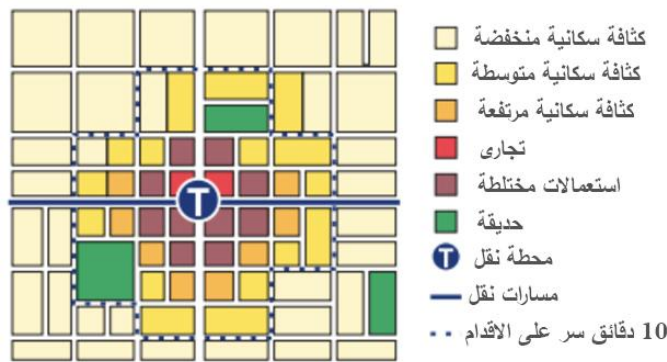 كثافة سكانية منخفضة
كثافة سكانية متوسطة
كثافة سكانية مرتفعة
تجارى
استعمالات مختلطة
حديقة
T
T محطة نقل
مسارات نقل
10 دقائق سر على الاقدام